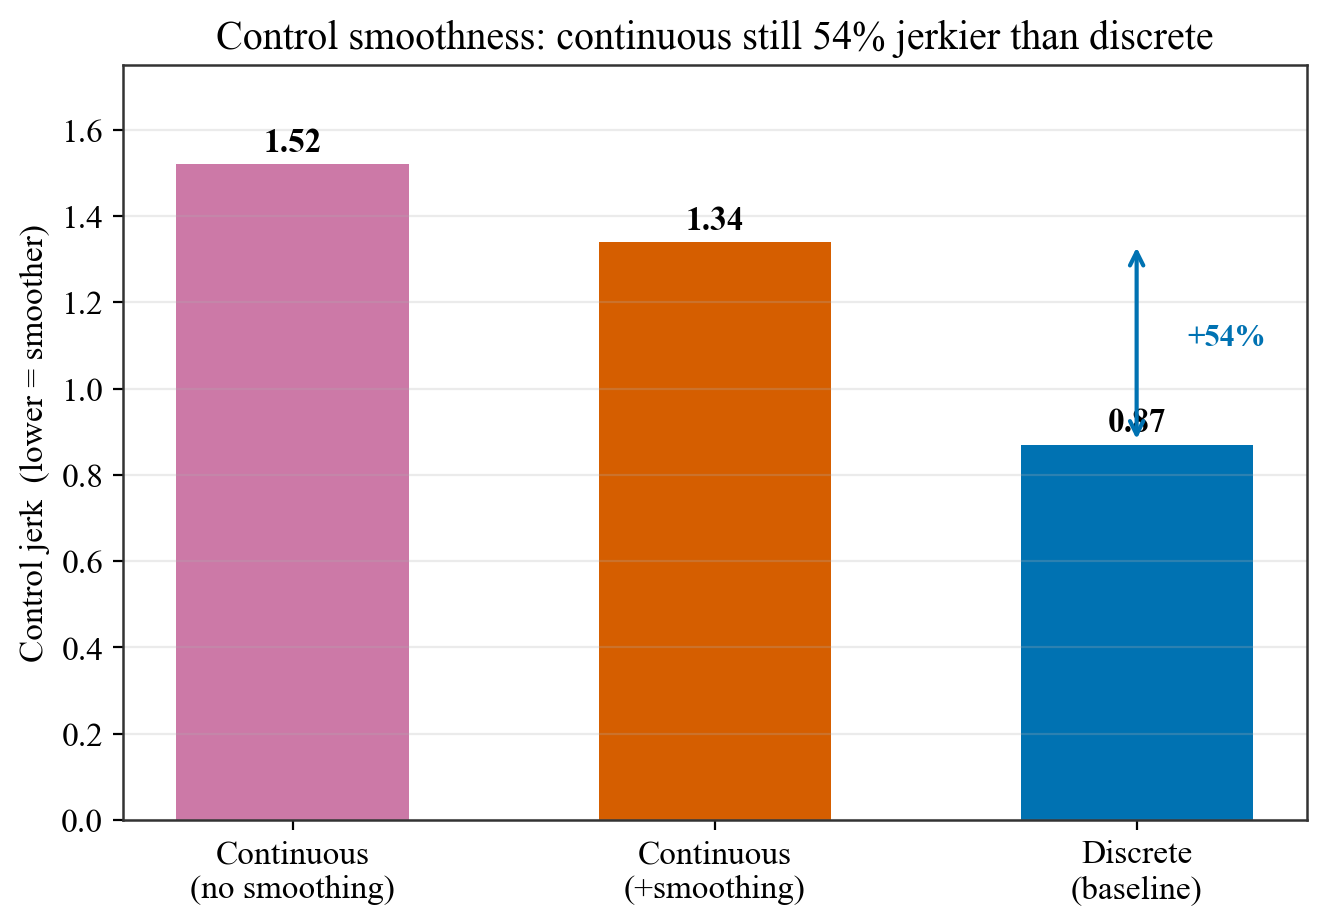 Control smoothness: continuous still 54% jerkier than discrete
Control jerk (lower = smoother)
1.6
1.4
1.2
1.0
0.8
0.6
0.4
0.2
0.0
1.52
1.34
+54%
0.87
Continuous
(no smoothing)
Continuous
(+smoothing)
Discrete
(baseline)